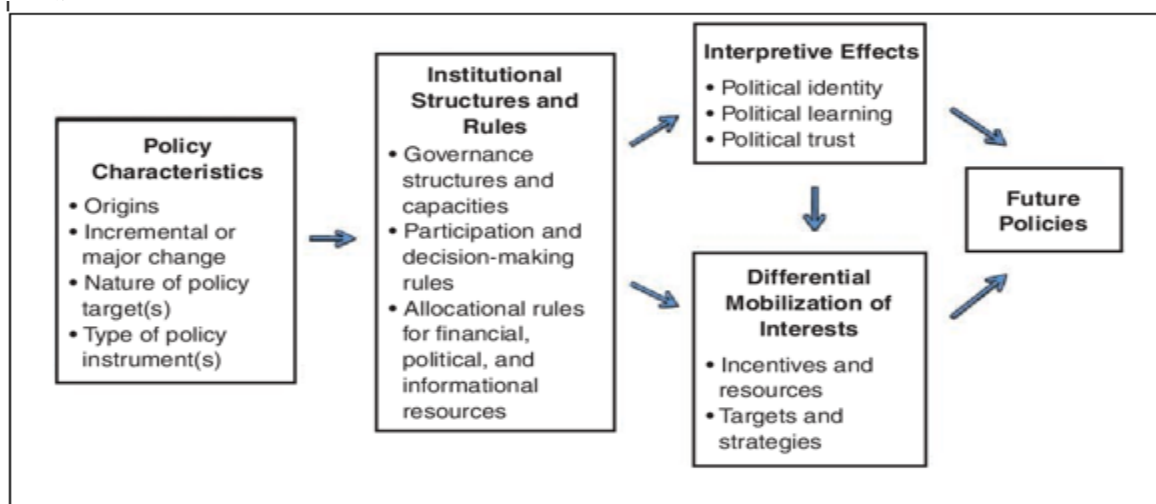 Policy
Characteristics
• Origins
• Incremental or
major change
• Nature of policy
target(s)
• Type of policy
instrument(s)
Institutional
Structures and
Rules
• Governance
structures and
capacities
• Participation and
decision-making
rules
• Allocational rules
for financial,
political, and
informational
resources
Interpretive Effects
• Political identity
• Political learning
• Political trust
Differential
Mobilization of
Interests
• Incentives and
resources
• Targets and
strategies
Future
Policies